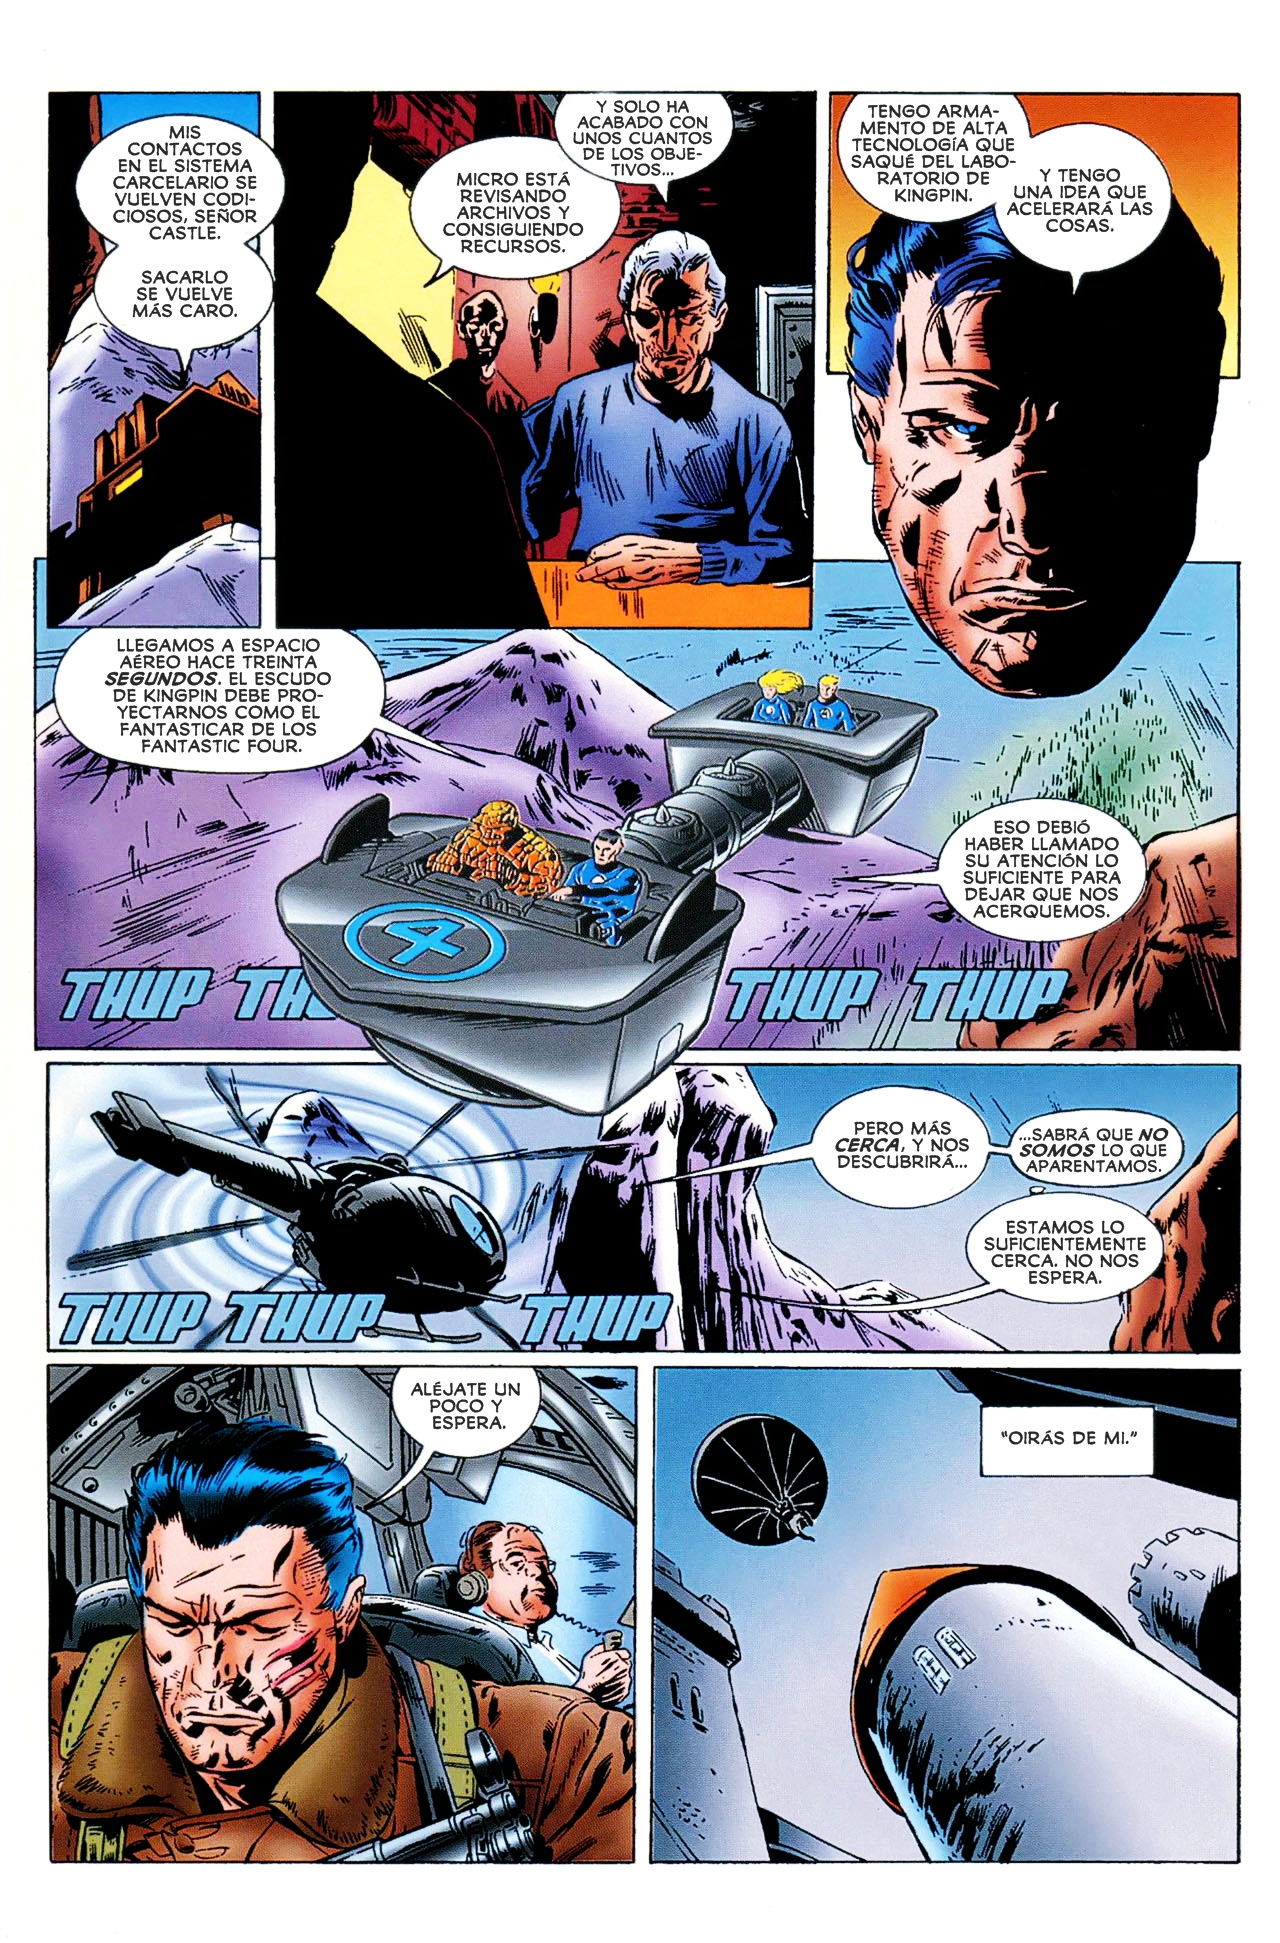 MIS
CONTACTOS
EN EL SISTEMA
CARCELARIO SE
VUELVEN CODI-
CIOSOS, SEÑOR
CASTLE.
SACARLO
SE VUELVE
MÁS CARO.
MICRO ESTÁ
REVISANDO
ARCHIVOS Y
CONSIGUIENDO
RECURSOS.
Y SOLO HA
ACABADO CON
UNOS CUANTOS
DE LOS OBJE-
TIVOS...
TENGO ARMA-
MENTO DE ALTA
TECNOLOGÍA QUE
SAQUÉ DEL LABO-
RATORIO DE
KINGPIN.
Y TENGO
UNA IDEA QUE
ACELERARÁ LAS
COSAS.
LLEGAMOS A ESPACIO
AÉREO HACE TREINTA
SEGUNDOS. EL ESCUDO
DE KINGPIN DEBE PRO-
YECTARNOS COMO EL
FANTASTICAR DE LOS
FANTASTIC FOUR.
4
ESO DEBIÓ
HABER LLAMADO
SU ATENCIÓN LO
SUFICIENTE PARA
DEJAR QUE NOS
ACERQUEMOS.
THUP THU THUP THUP
PERO MÁS
CERCA, Y NOS
DESCUBRIRÁ...
...SABRÁ QUE NO
SOMOS LO QUE
APARENTAMOS.
ESTAMOS LO
SUFICIENTEMENTE
CERCA. NO NOS
ESPERA.
THUP THUP THUP
ALÉJATE UN
POCO Y
ESPERA.
"OIRÁS DE MI."